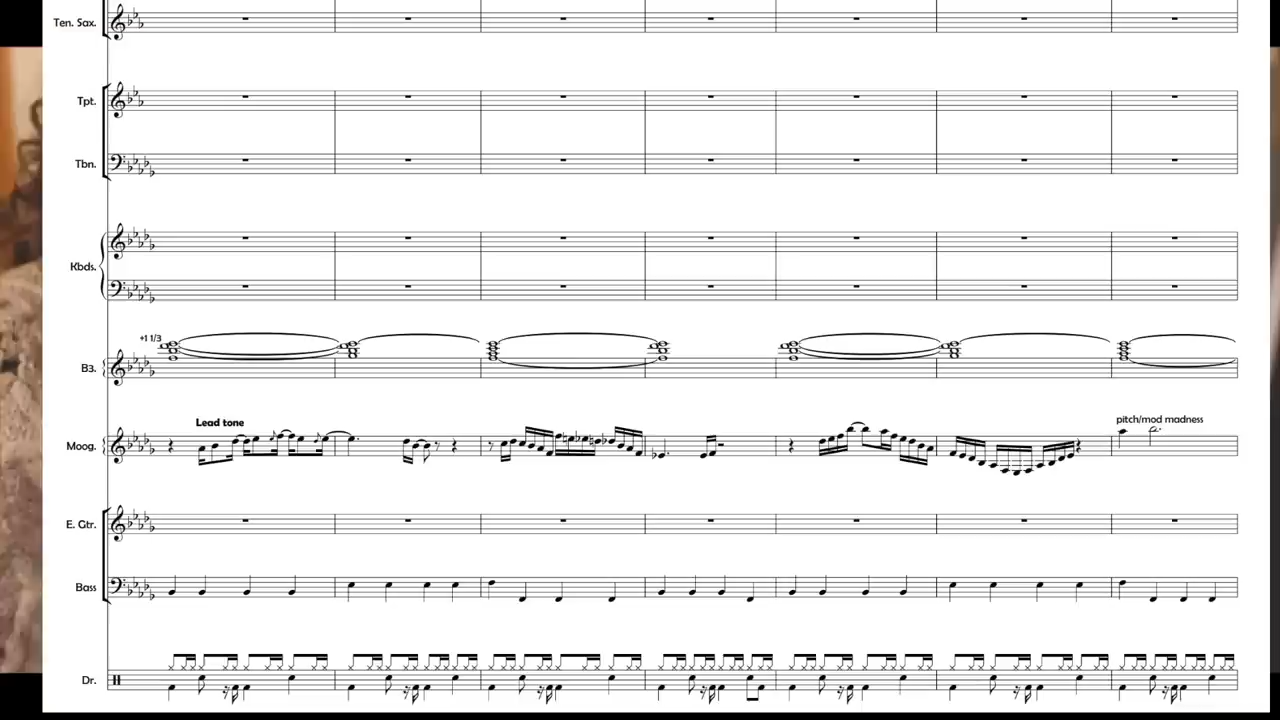 Ten. Sax.
Tpt.
Tbn.
Kbds.
+1 1/3
B3.
Lead tone
pitch/mod madness
Moog.
E. Gtr.
Bass
Dr.